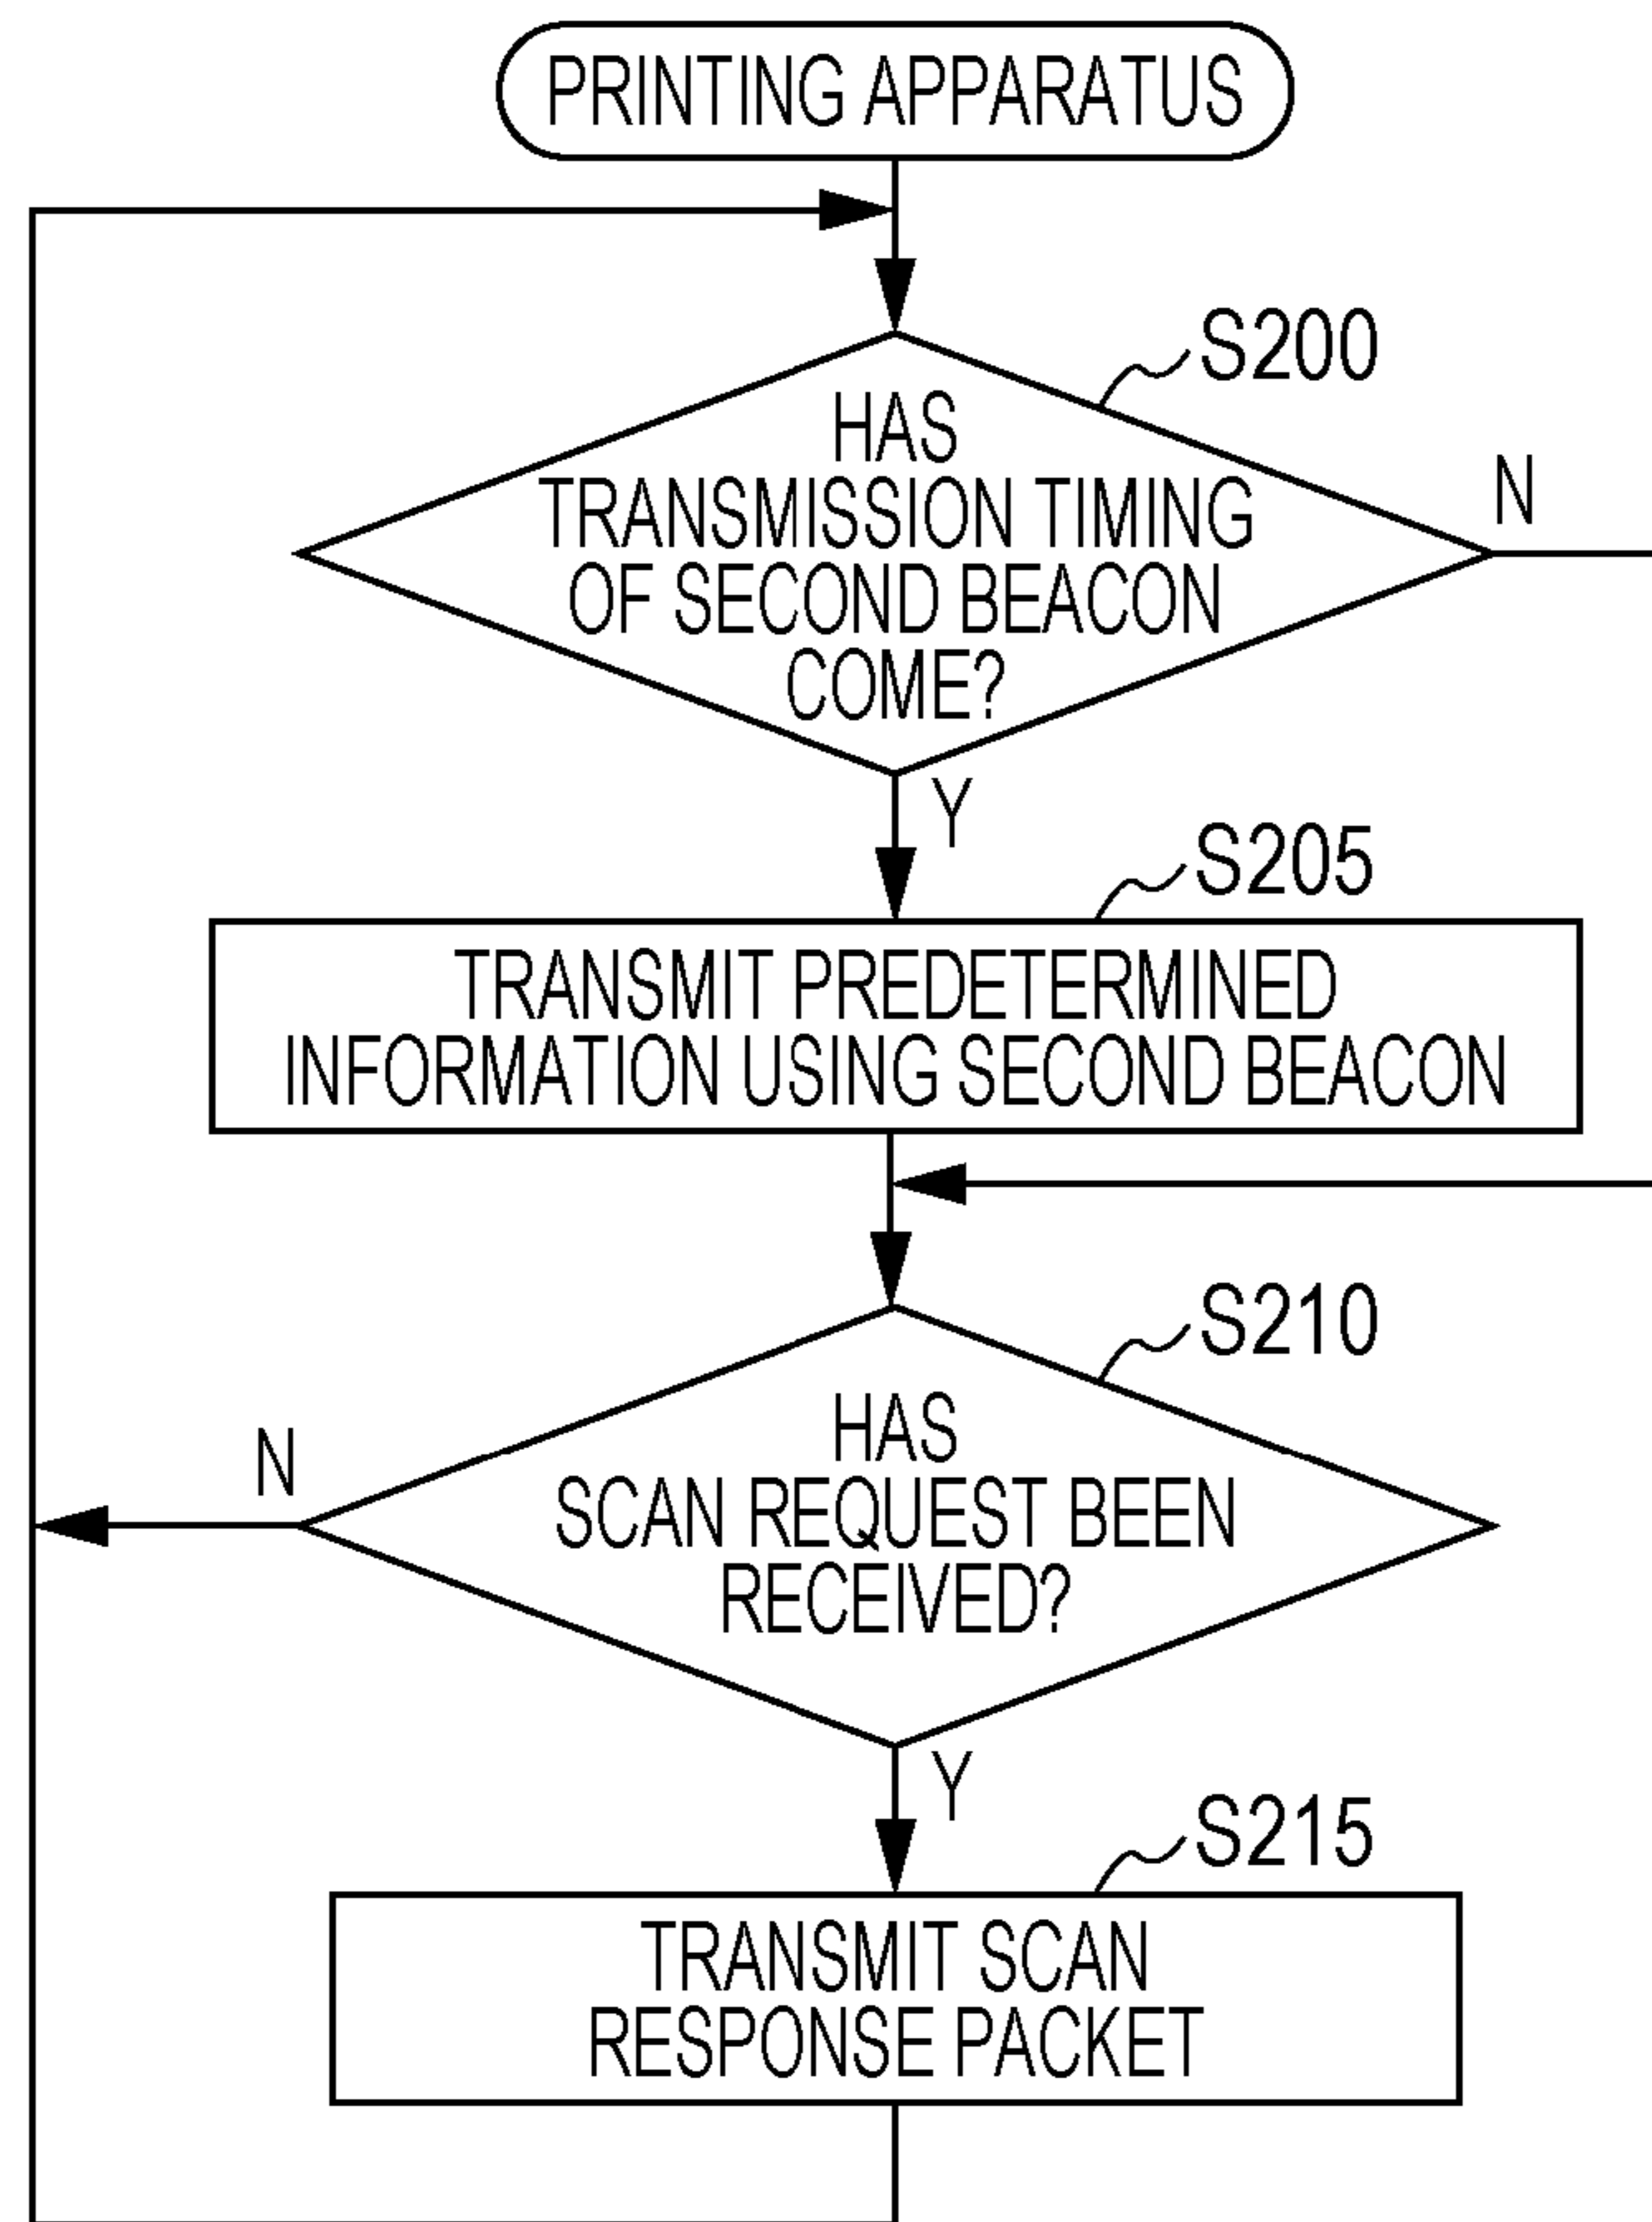 PRINTING APPARATUS
S200
HAS
TRANSMISSION TIMING
OF SECOND BEACON
COME?
N
Y
S205
TRANSMIT PREDETERMINED
INFORMATION USING SECOND BEACON
S210
HAS
SCAN REQUEST BEEN
RECEIVED?
N
Y
S215
TRANSMIT SCAN
RESPONSE PACKET